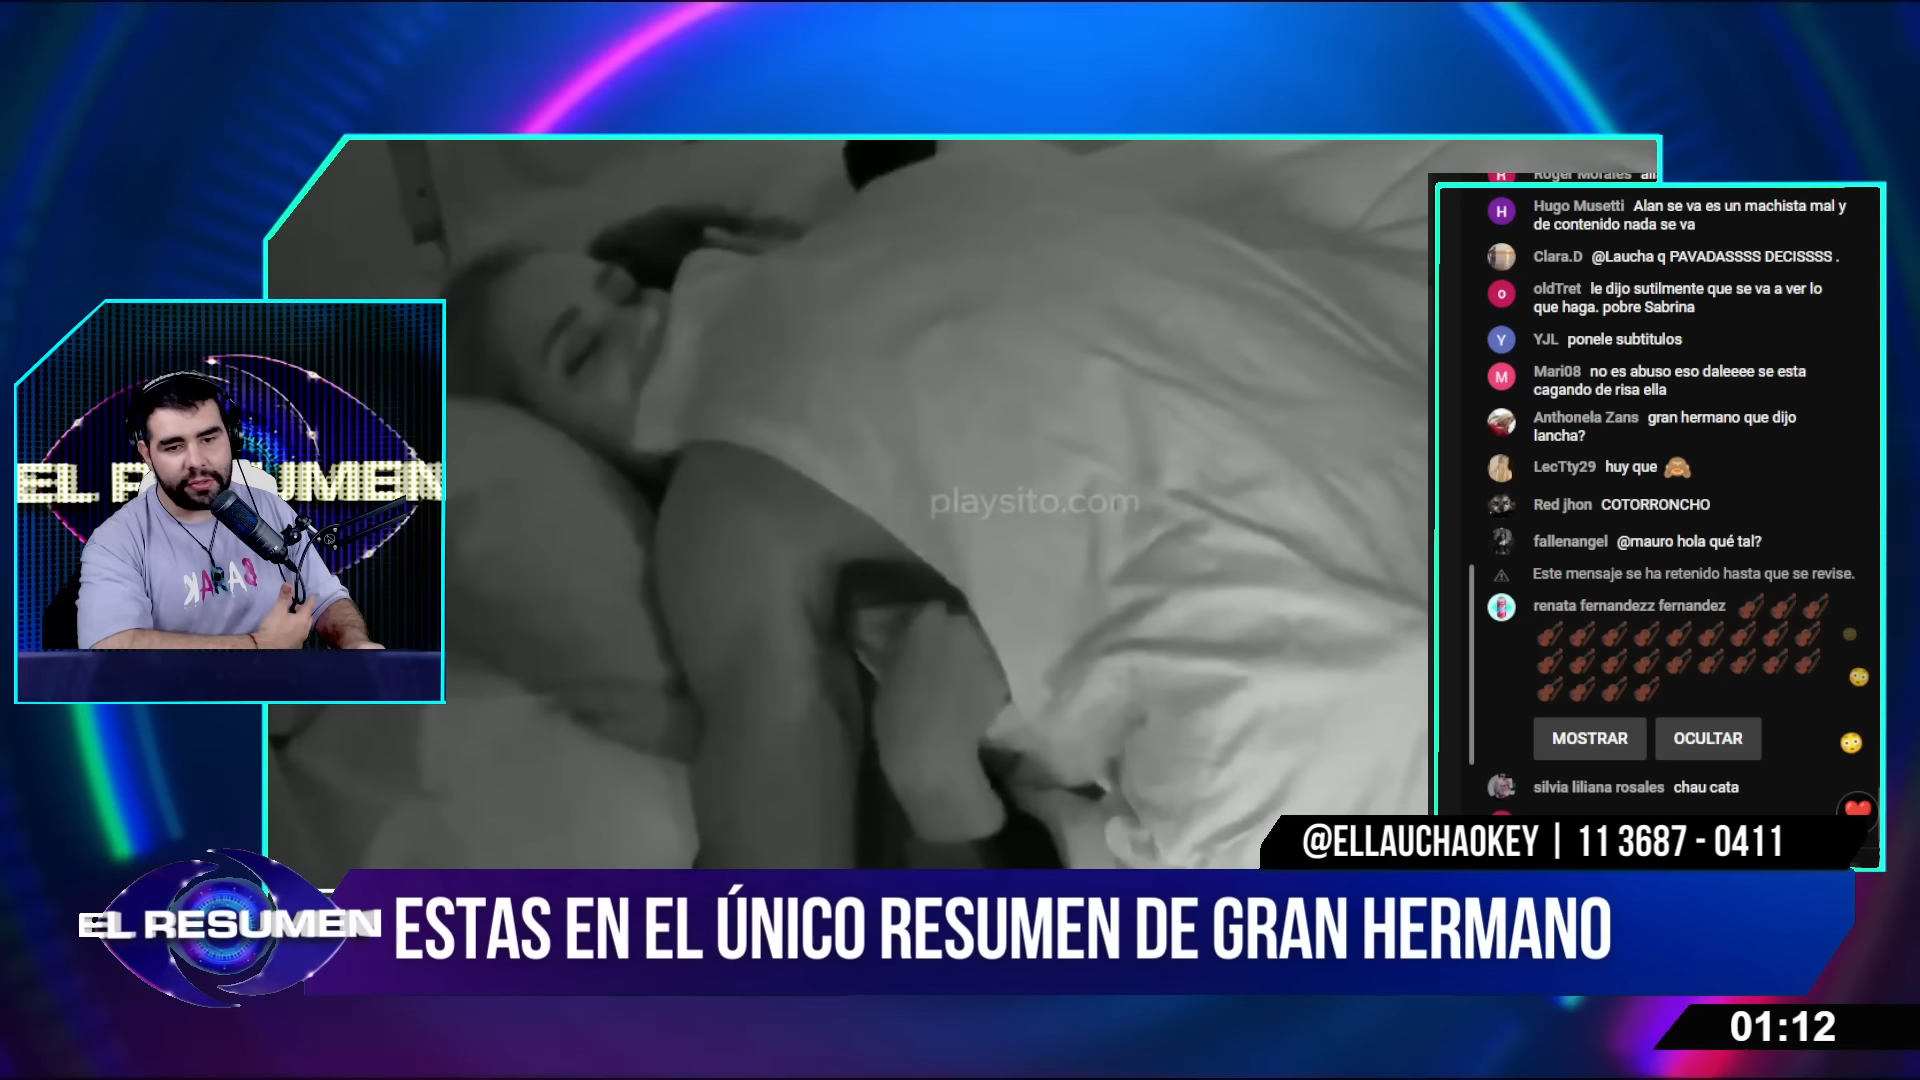 Roger Morales
Hugo Musetti Alan se va es un machista mal y
de contenido nada se va
Clara.D @Laucha q PAVADASSSS DECISSSS .
oldTret le dijo sutilmente que se va a ver lo
que haga. pobre Sabrina
YJL ponele subtitulos
Mari08 no es abuso eso daleeee se esta
cagando de risa ella
Anthonela Zans gran hermano que dijo
lancha?
LecTty29 huy que
Red jhon COTORRONCHO
fallenangel @mauro hola qué tal?
Este mensaje se ha retenido hasta que se revise.
renata fernandezz fernandez
MOSTRAR OCULTAR
silvia liliana rosales chau cata
playsito.com
EL RESUMEN
@ELLAUCHAOKEY | 11 3687 - 0411
EL RESUMEN
ESTAS EN EL ÚNICO RESUMEN DE GRAN HERMANO
01:12